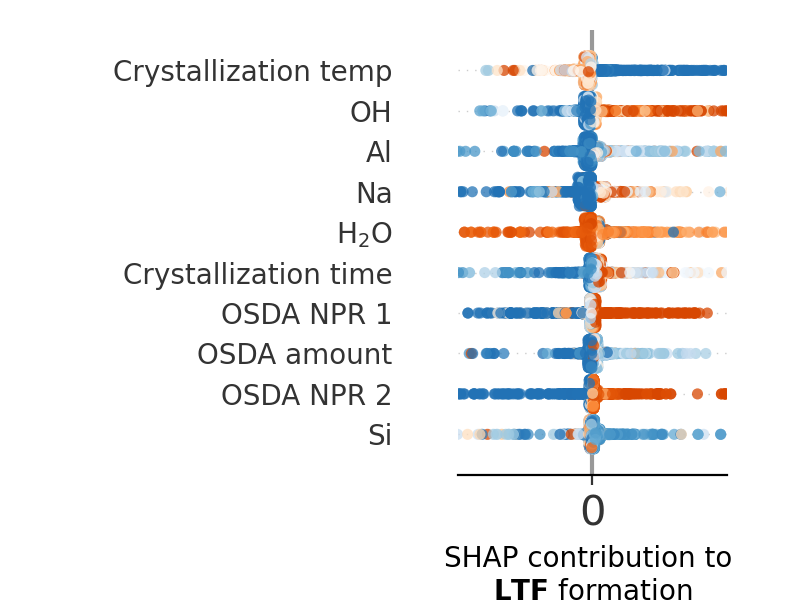 Crystallization temp
OH
Al
Na
H₂O
Crystallization time
OSDA NPR 1
OSDA amount
OSDA NPR 2
Si
0
SHAP contribution to
LTF formation